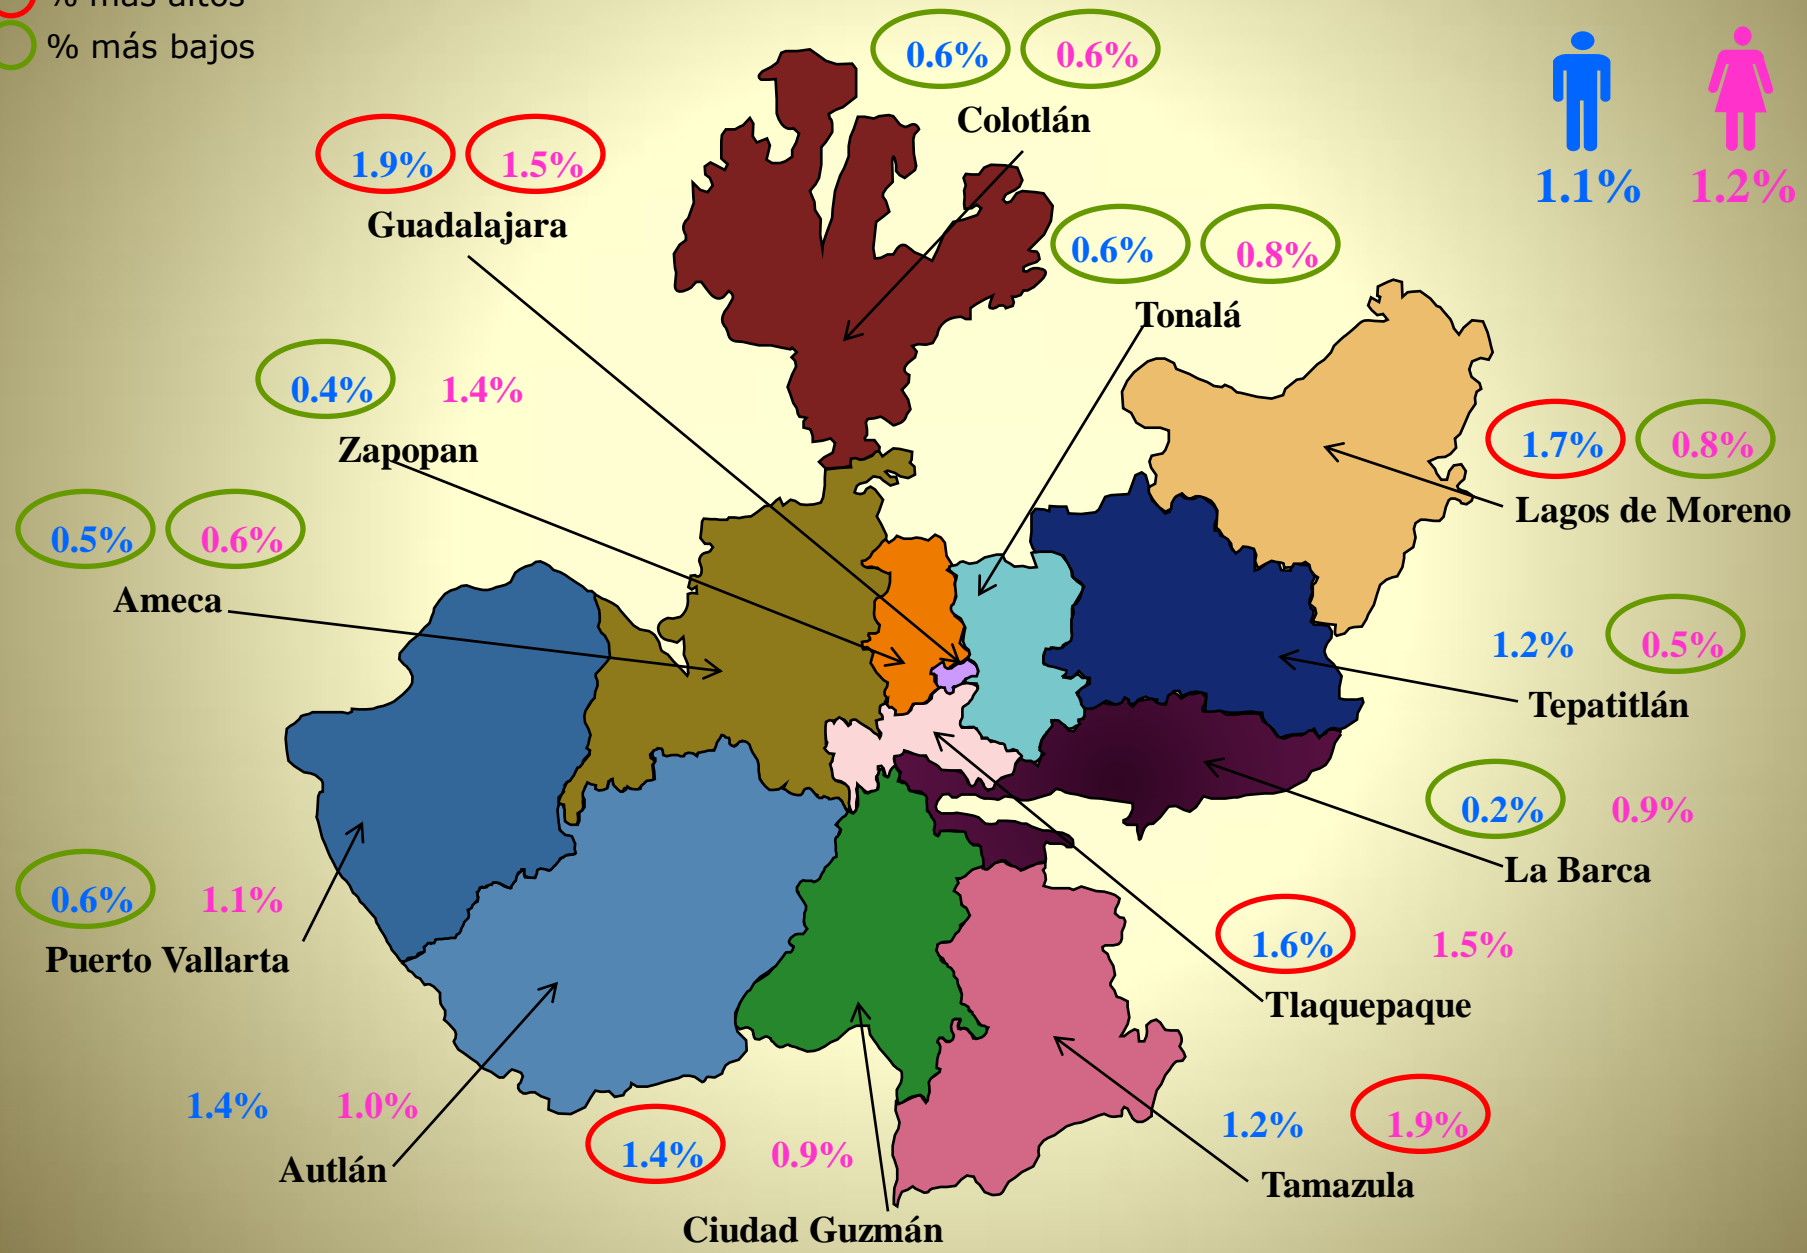 % más altos
% más bajos
0.6% 0.6%
Colotlán
1.1% 1.2%
1.9% 1.5%
Guadalajara
0.6% 0.8%
Tonalá
0.4% 1.4%
Zapopan
1.7% 0.8%
Lagos de Moreno
0.5% 0.6%
Ameca
1.2% 0.5%
Tepatitlán
0.2% 0.9%
La Barca
0.6% 1.1%
Puerto Vallarta
1.6% 1.5%
Tlaquepaque
1.4% 1.0%
Autlán
1.4% 0.9%
Ciudad Guzmán
1.2% 1.9%
Tamazula